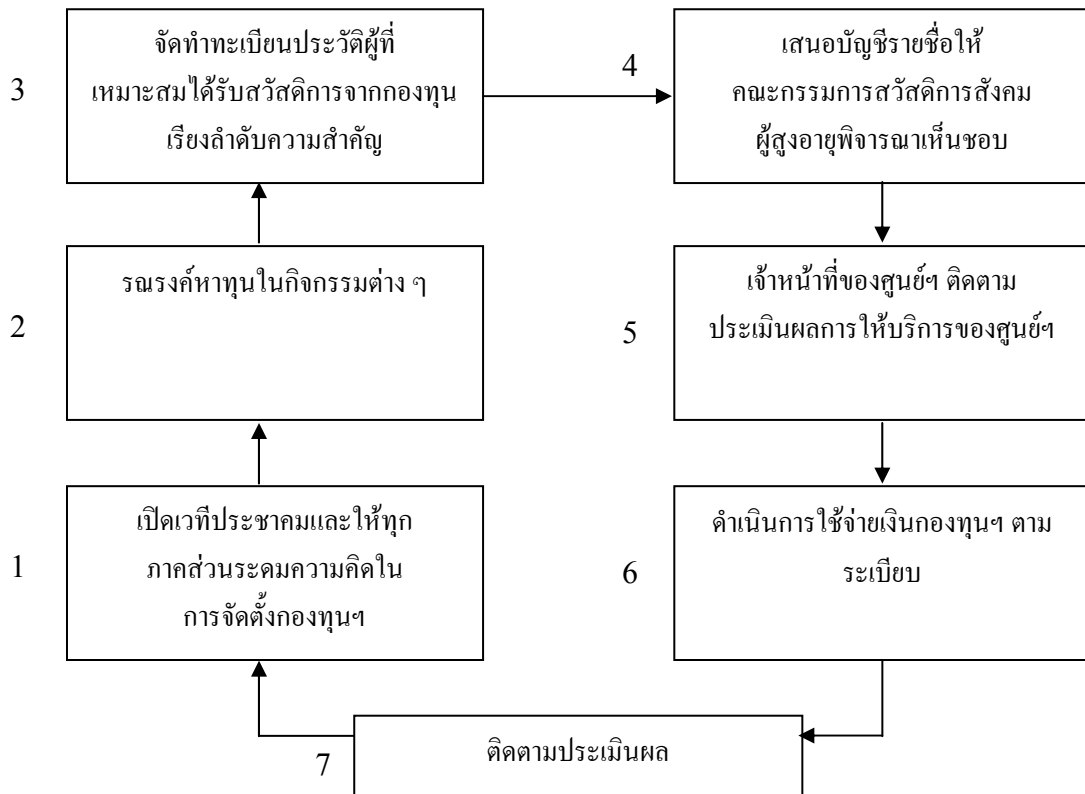 3
จัดทำทะเบียนประวัติผู้ที่
เหมาะสมได้รับสวัสดิการจากกองทุน
เรียงลำดับความสำคัญ
4
เสนอบัญชีรายชื่อให้
คณะกรรมการสวัสดิการสังคม
ผู้สูงอายุพิจารณาเห็นชอบ
2
รณรงค์หาทุนในกิจกรรมต่าง ๆ
5
เจ้าหน้าที่ของศูนย์ฯ ติดตาม
ประเมินผลการให้บริการของศูนย์ฯ
1
เปิดเวทีประชาคมและให้ทุก
ภาคส่วนระดมความคิดใน
การจัดตั้งกองทุนฯ
6
ดำเนินการใช้จ่ายเงินกองทุนฯ ตาม
ระเบียบ
7
ติดตามประเมินผล